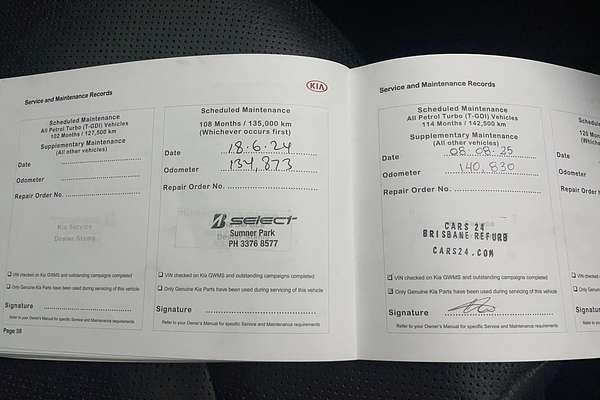 Service and Maintenance Records
KIA
Scheduled Maintenance
All Petrol Turbo (T-GDI) Vehicles
102 Months / 127,500 km
Supplementary Maintenance
(All other vehicles)
Date
Odometer
Repair Order No.
Kia Service
Dealer Stamp
VIN checked on Kia GWMS and outstanding campaigns completed
Only Genuine Kia Parts have been used during servicing of this vehicle
Signature
Refer to your Owner's Manual for specific Service and Maintenance requirements
Page 38
Scheduled Maintenance
108 Months / 135,000 km
(Whichever occurs first)
Date 18.6.24
Odometer 134,873
Repair Order No.
B select
Sumner Park
PH 3376 8577
VIN checked on Kia GWMS and outstanding campaigns completed
Only Genuine Kia Parts have been used during servicing of this vehicle
Signature
Refer to your Owner's Manual for specific Service and Maintenance requirements
Service and Maintenance Records
Scheduled Maintenance
All Petrol Turbo (T-GDI) Vehicles
114 Months / 142,500 km
Supplementary Maintenance
(All other vehicles)
Date 08.08.25
Odometer 140,830
Repair Order No.
CARS 24
BRISBANE REFURB
CARS24.COM
VIN checked on Kia GWMS and outstanding campaigns completed
Only Genuine Kia Parts have been used during servicing of this vehicle
Signature
Refer to your Owner's Manual for specific Service and Maintenance requirements
120 M
Date
Odome
Repair
VIN
Only
Signa